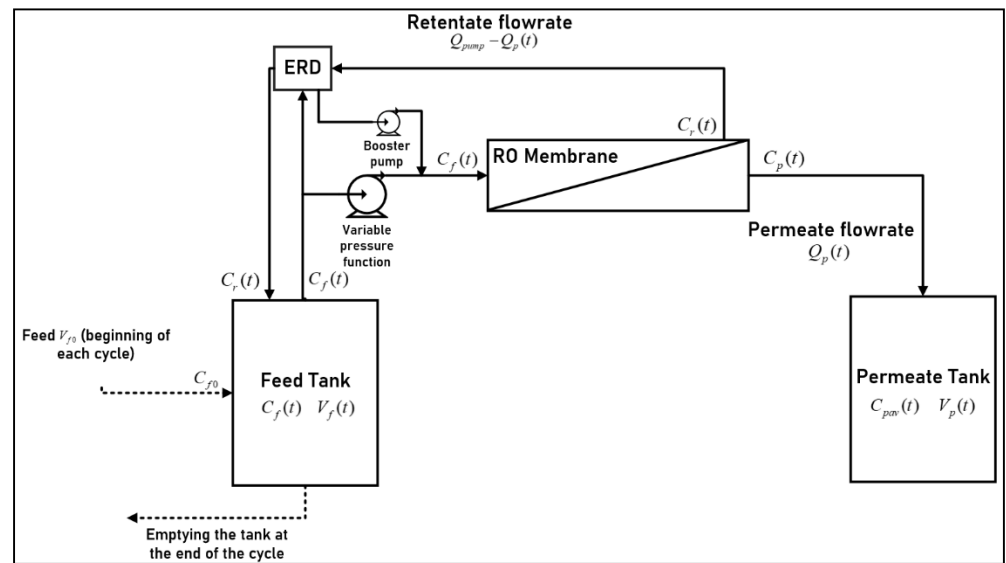 Retentate flowrate
Q_pump − Q_p(t)
ERD
Booster
pump
C_f(t)
RO Membrane
C_r(t)
C_p(t)
Variable
pressure
function
Permeate flowrate
Q_p(t)
C_r(t)
C_f(t)
Feed V_f0 (beginning of
each cycle)
C_f0
Feed Tank
C_f(t) V_f(t)
Permeate Tank
C_pav(t) V_p(t)
Emptying the tank at
the end of the cycle